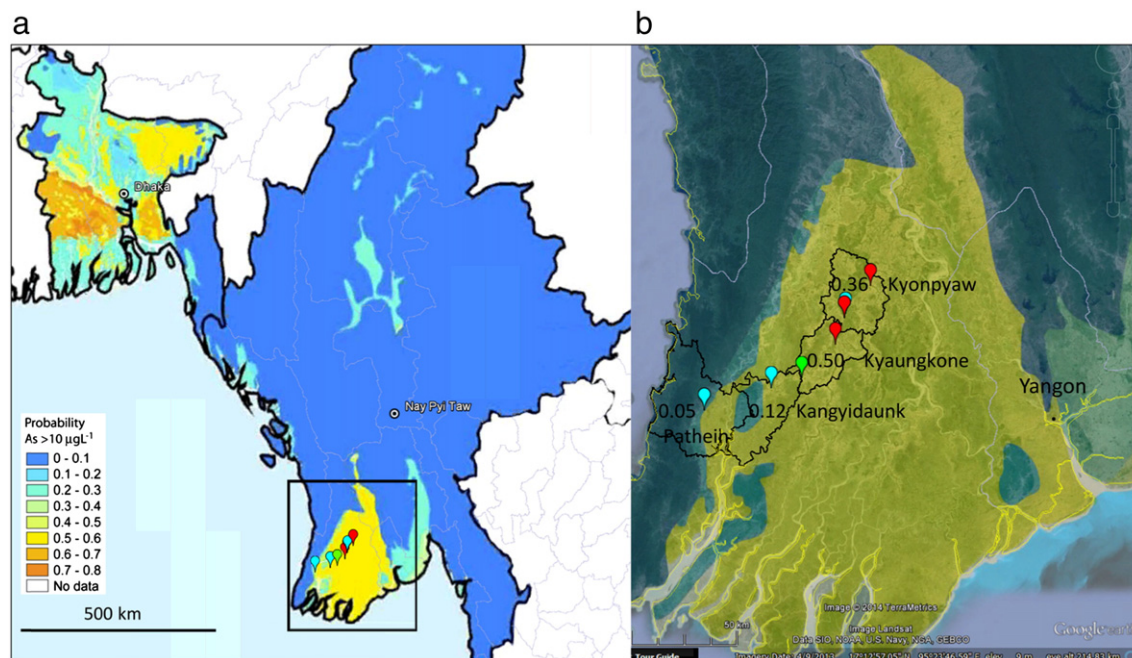 a
b
Dhaka
Nay Pyi Taw
Probability
As >10 µgL⁻¹
0 - 0.1
0.1 - 0.2
0.2 - 0.3
0.3 - 0.4
0.4 - 0.5
0.5 - 0.6
0.6 - 0.7
0.7 - 0.8
No data
500 km
0.36 Kyonpyaw
0.50 Kyaungkone
Yangon
0.05
0.12 Kangyidaunk
Pathein
Image © 2014 TerraMetrics
50 km
Image Landsat
Google earth
Data SIO, NOAA, U.S. Navy, NGA, GEBCO
Tour Guide